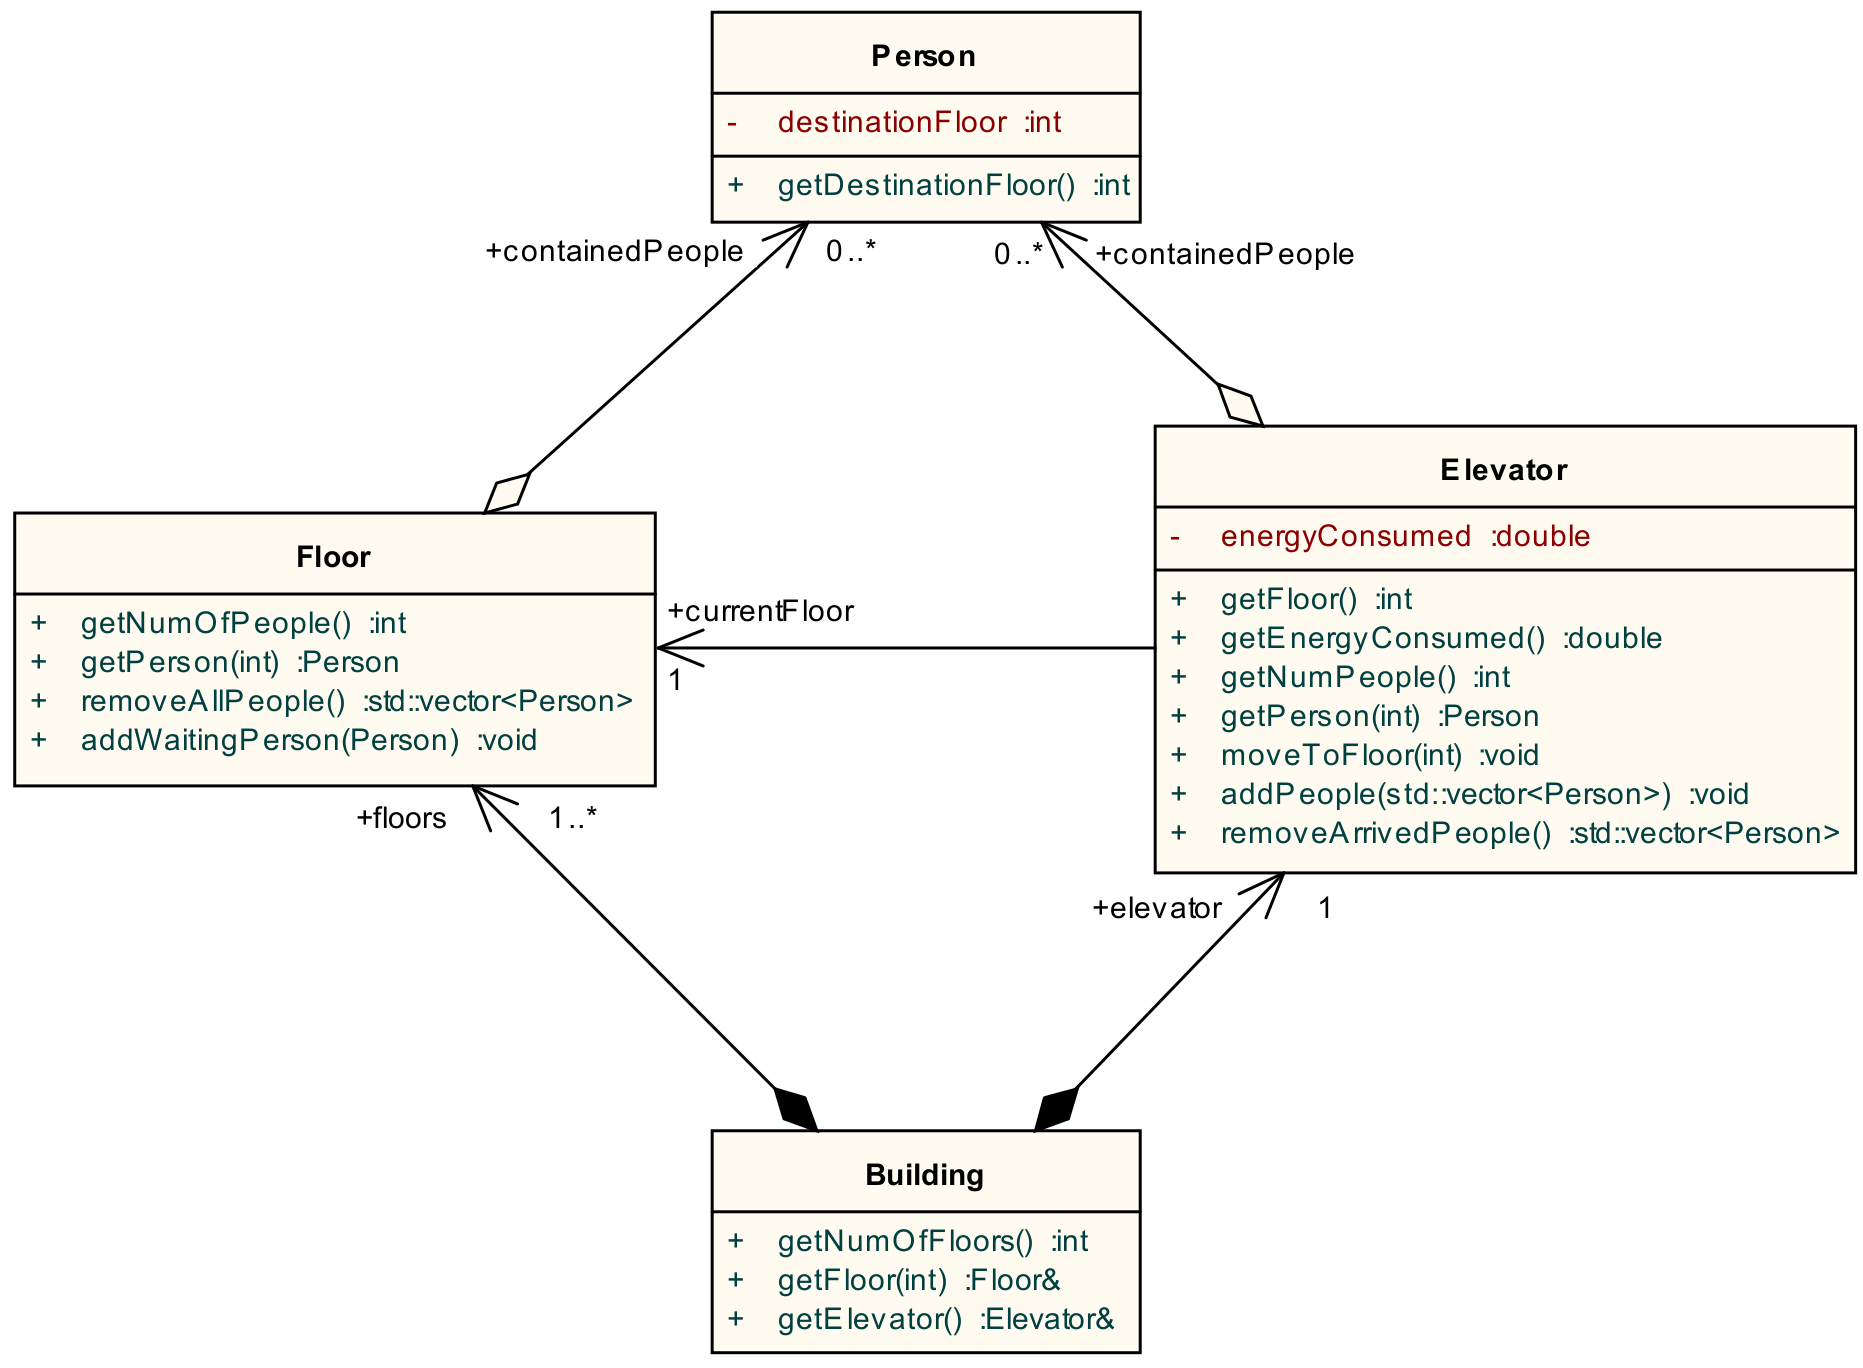 Person
- destinationFloor :int
+ getDestinationFloor() :int
+containedPeople 0..*
0..* +containedPeople
Elevator
- energyConsumed :double
+ getFloor() :int
+ getEnergyConsumed() :double
+ getNumPeople() :int
+ getPerson(int) :Person
+ moveToFloor(int) :void
+ addPeople(std::vector<Person>) :void
+ removeArrivedPeople() :std::vector<Person>
Floor
+ getNumOfPeople() :int
+ getPerson(int) :Person
+ removeAllPeople() :std::vector<Person>
+ addWaitingPerson(Person) :void
+currentFloor
1
+floors 1..*
+elevator 1
Building
+ getNumOfFloors() :int
+ getFloor(int) :Floor&
+ getElevator() :Elevator&